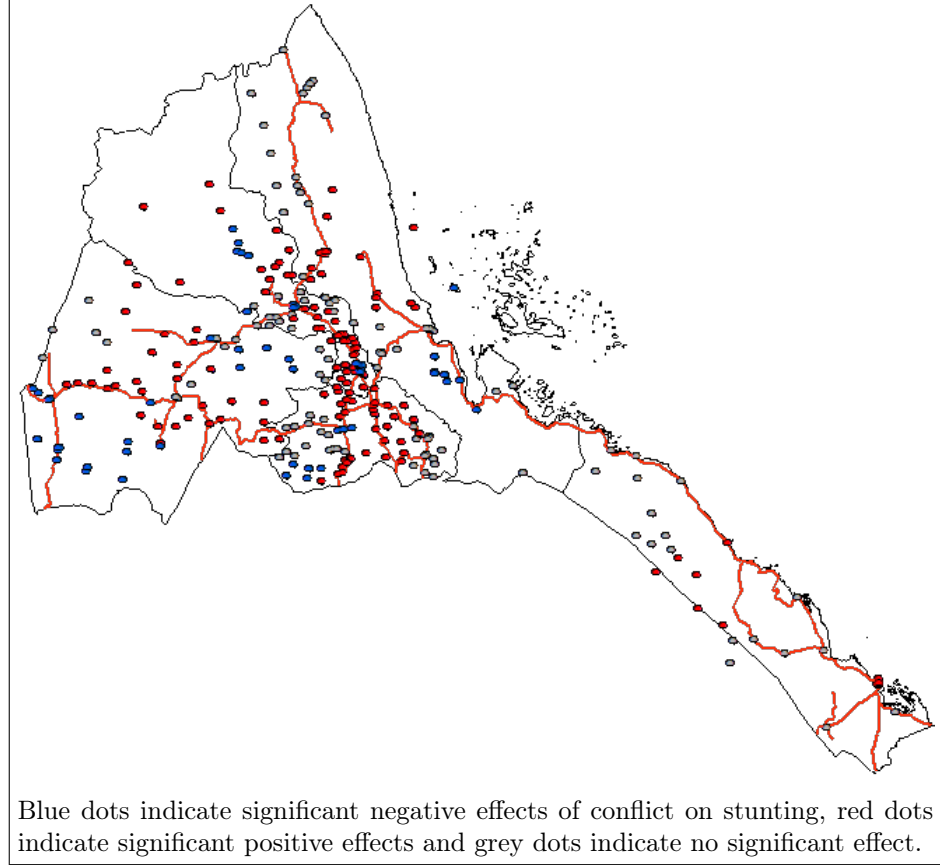 Blue dots indicate significant negative effects of conflict on stunting, red dots
indicate significant positive effects and grey dots indicate no significant effect.